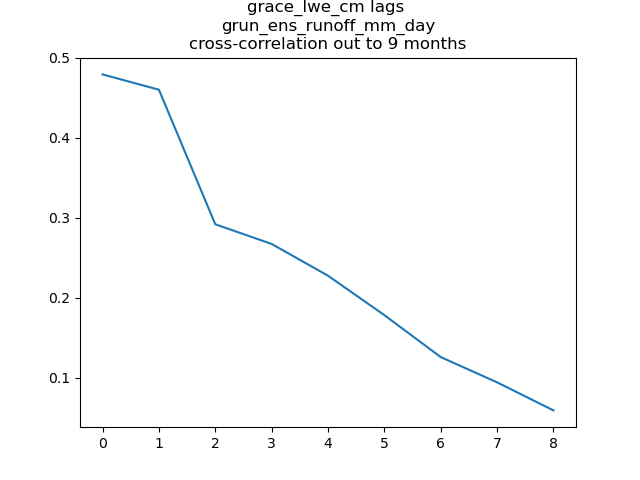 grace_lwe_cm lags
grun_ens_runoff_mm_day
cross-correlation out to 9 months
0.5
0.4
0.3
0.2
0.1
0 1 2 3 4 5 6 7 8